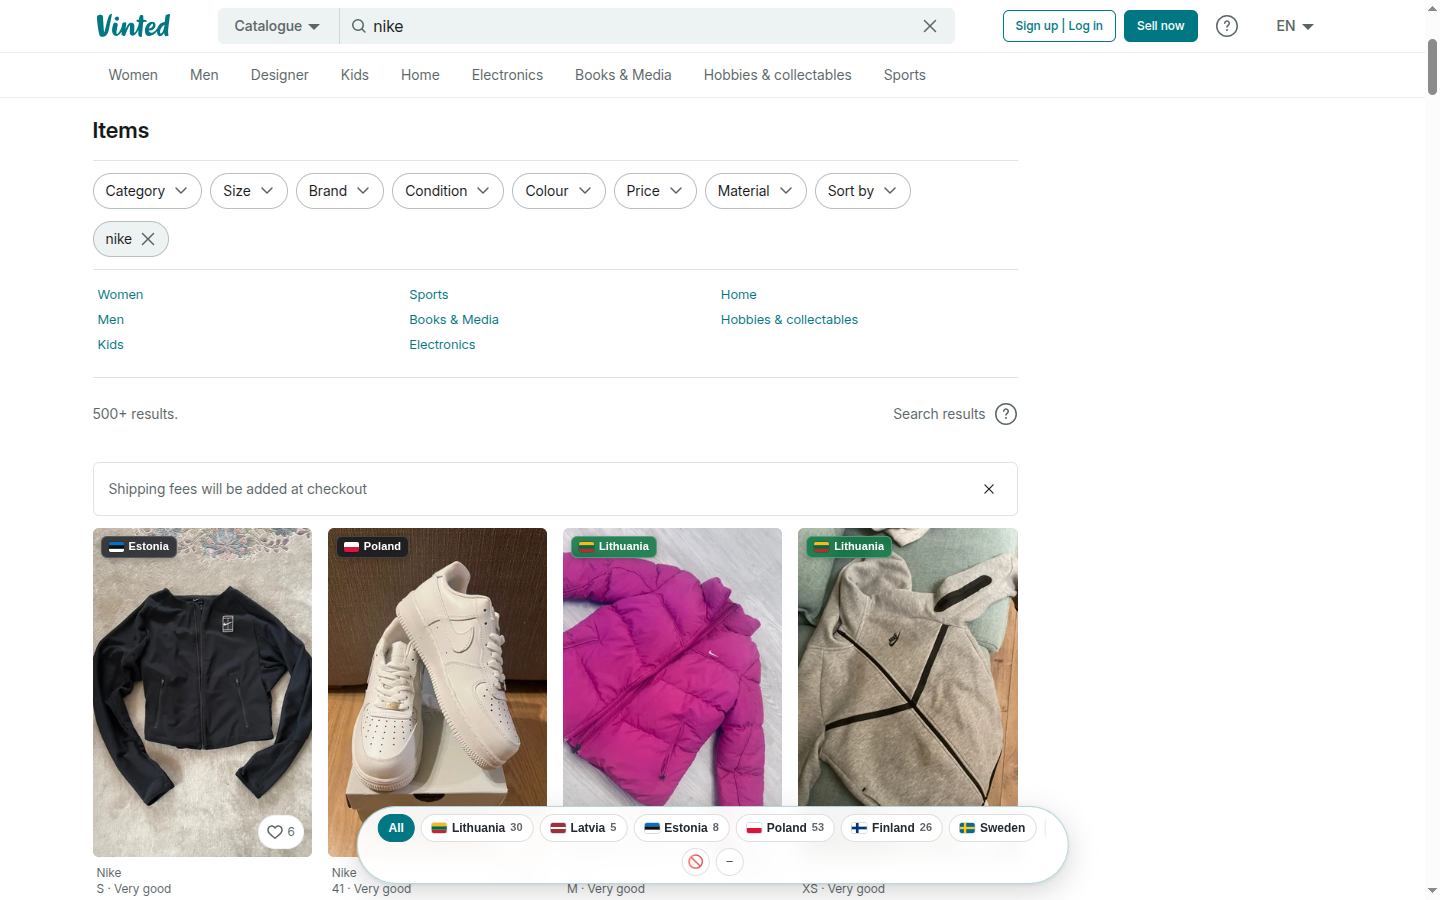 Vinted
Catalogue
nike
Sign up | Log in
Sell now
?
EN
Women
Men
Designer
Kids
Home
Electronics
Books & Media
Hobbies & collectables
Sports
Items
Category
Size
Brand
Condition
Colour
Price
Material
Sort by
nike
Women
Sports
Home
Men
Books & Media
Hobbies & collectables
Kids
Electronics
500+ results.
Search results
?
Shipping fees will be added at checkout
Estonia
Poland
Lithuania
Lithuania
6
All
Lithuania 30
Latvia 5
Estonia 8
Poland 53
Finland 26
Sweden
Nike
S · Very good
Nike
41 · Very good
M · Very good
XS · Very good